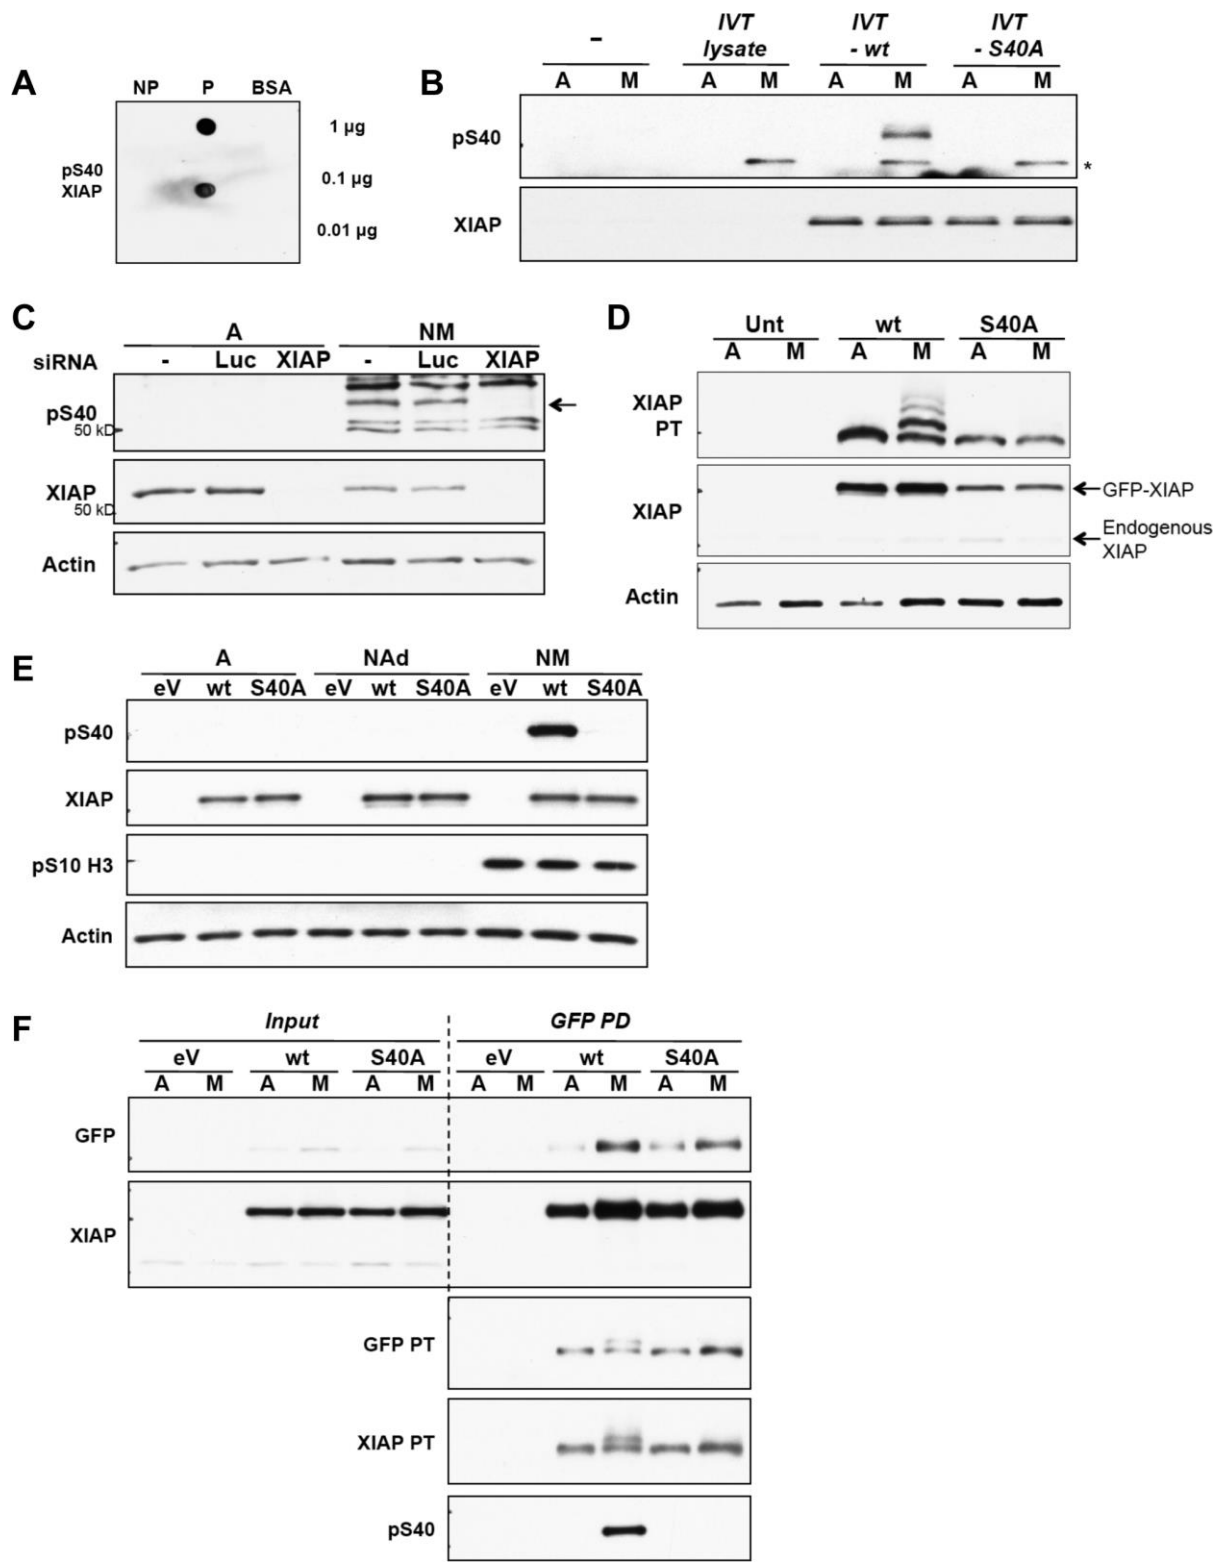 A
NP P BSA
pS40
XIAP
1 µg
0.1 µg
0.01 µg
B
-
IVT
lysate
IVT
- wt
IVT
- S40A
A M A M A M A M
pS40
*
XIAP
C
A NM
siRNA - Luc XIAP - Luc XIAP
pS40
50 kD
XIAP
50 kD
Actin
D
Unt wt S40A
A M A M A M
XIAP
PT
XIAP
GFP-XIAP
Endogenous
XIAP
Actin
E
A NAd NM
eV wt S40A eV wt S40A eV wt S40A
pS40
XIAP
pS10 H3
Actin
F
Input GFP PD
eV wt S40A eV wt S40A
A M A M A M A M A M A M
GFP
XIAP
GFP PT
XIAP PT
pS40